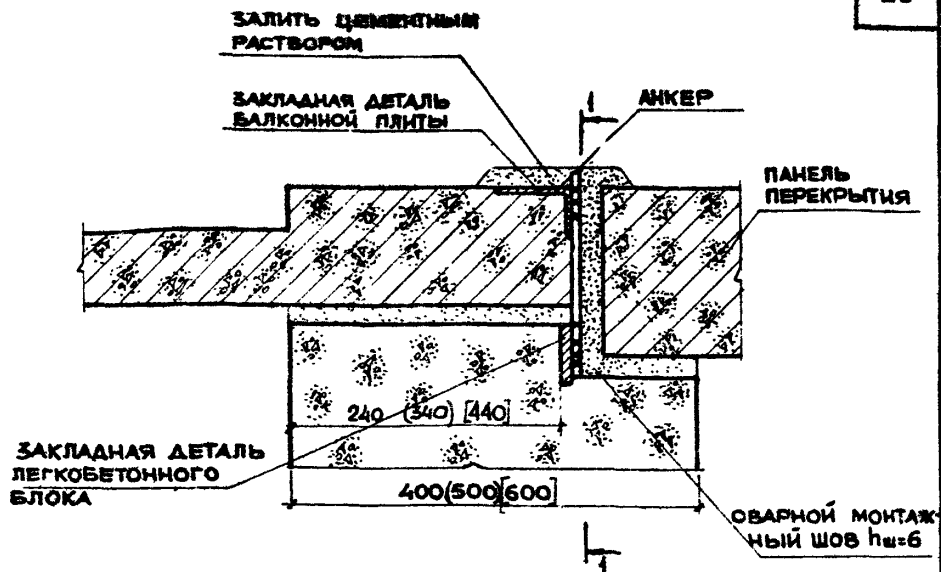 ЗАЛИТЬ ЦЕМЕНТНЫМ
РАСТВОРОМ
ЗАКЛАДНАЯ ДЕТАЛЬ
БАЛКОННОЙ ПЛИТЫ
1
АНКЕР
ПАНЕЛЬ
ПЕРЕКРЫТИЯ
240 (340) [440]
ЗАКЛАДНАЯ ДЕТАЛЬ
ЛЕГКОБЕТОННОГО
БЛОКА
400(500)[600]
СВАРНОЙ МОНТАЖ-
НЫЙ ШОВ hш=6
1